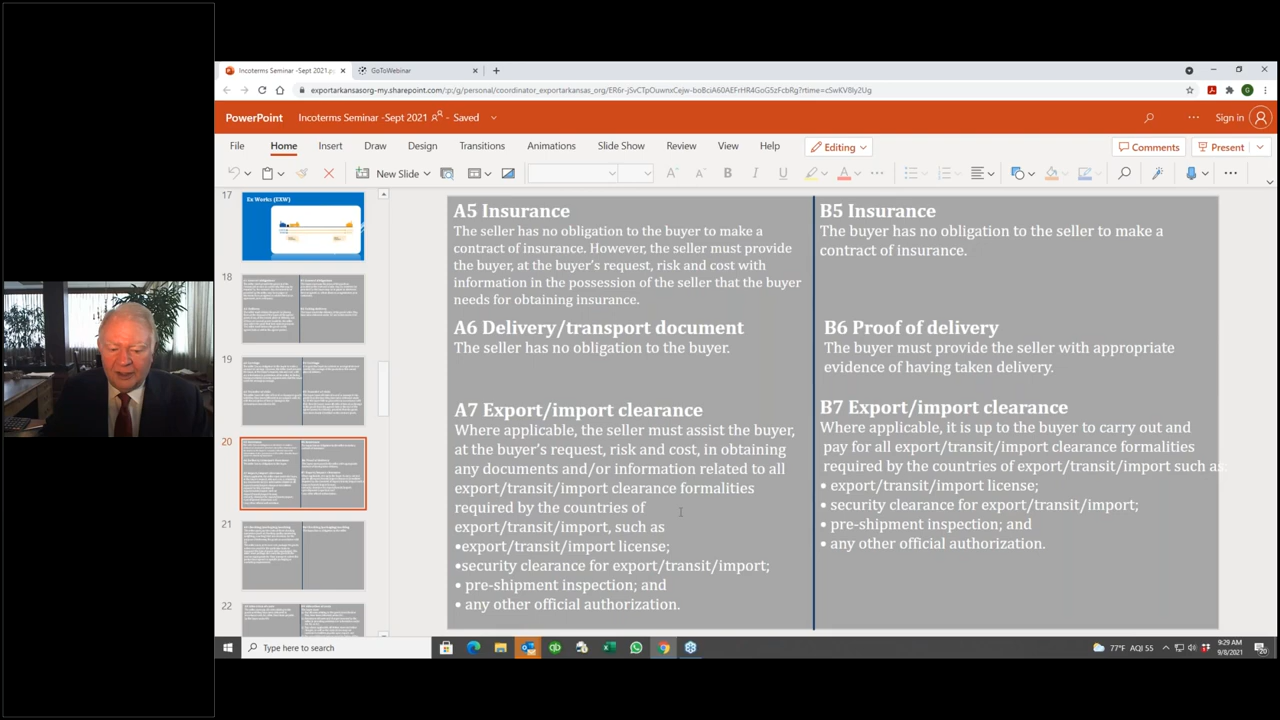 Incoterms Seminar -Sept 2021.p
GoToWebinar
exportarkansasorg-my.sharepoint.com/:p:/g/personal/coordinator_exportarkansas_org/
PowerPoint
Incoterms Seminar -Sept 2021 - Saved
Sign in
File
Home
Insert
Draw
Design
Transitions
Animations
Slide Show
Review
View
Help
Editing
Comments
Present
New Slide
B I U
17
Ex Works (EXW)
18
19
20
21
22
A5 Insurance
The seller has no obligation to the buyer to make a
contract of insurance. However, the seller must provide
the buyer, at the buyer's request, risk and cost with
information in the possession of the seller that the buyer
needs for obtaining insurance.
A6 Delivery/transport document
The seller has no obligation to the buyer.
A7 Export/import clearance
Where applicable, the seller must assist the buyer,
at the buyer's request, risk and cost, in obtaining
any documents and/or information related to all
export/transit/import clearance formalities
required by the countries of
export/transit/import, such as
•export/transit/import license;
•security clearance for export/transit/import;
• pre-shipment inspection; and
• any other official authorization.
B5 Insurance
The buyer has no obligation to the seller to make a
contract of insurance.
B6 Proof of delivery
The buyer must provide the seller with appropriate
evidence of having taken delivery.
B7 Export/import clearance
Where applicable, it is up to the buyer to carry out and
pay for all export/transit/import clearance formalities
required by the countries of export/transit/import such as:
• export/transit/import license;
• security clearance for export/transit/import;
• pre-shipment inspection; and
• any other official authorization.
Type here to search
77°F AQI 55
9:29 AM
9/8/2021